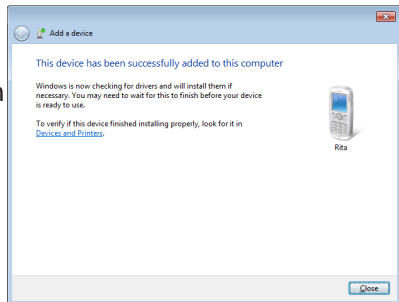 Add a device
This device has been successfully added to this computer
n
Windows is now checking for drivers and will install them if
necessary. You may need to wait for this to finish before your device
is ready to use.
To verify if this device finished installing properly, look for it in
Devices and Printers.
Rita
Close